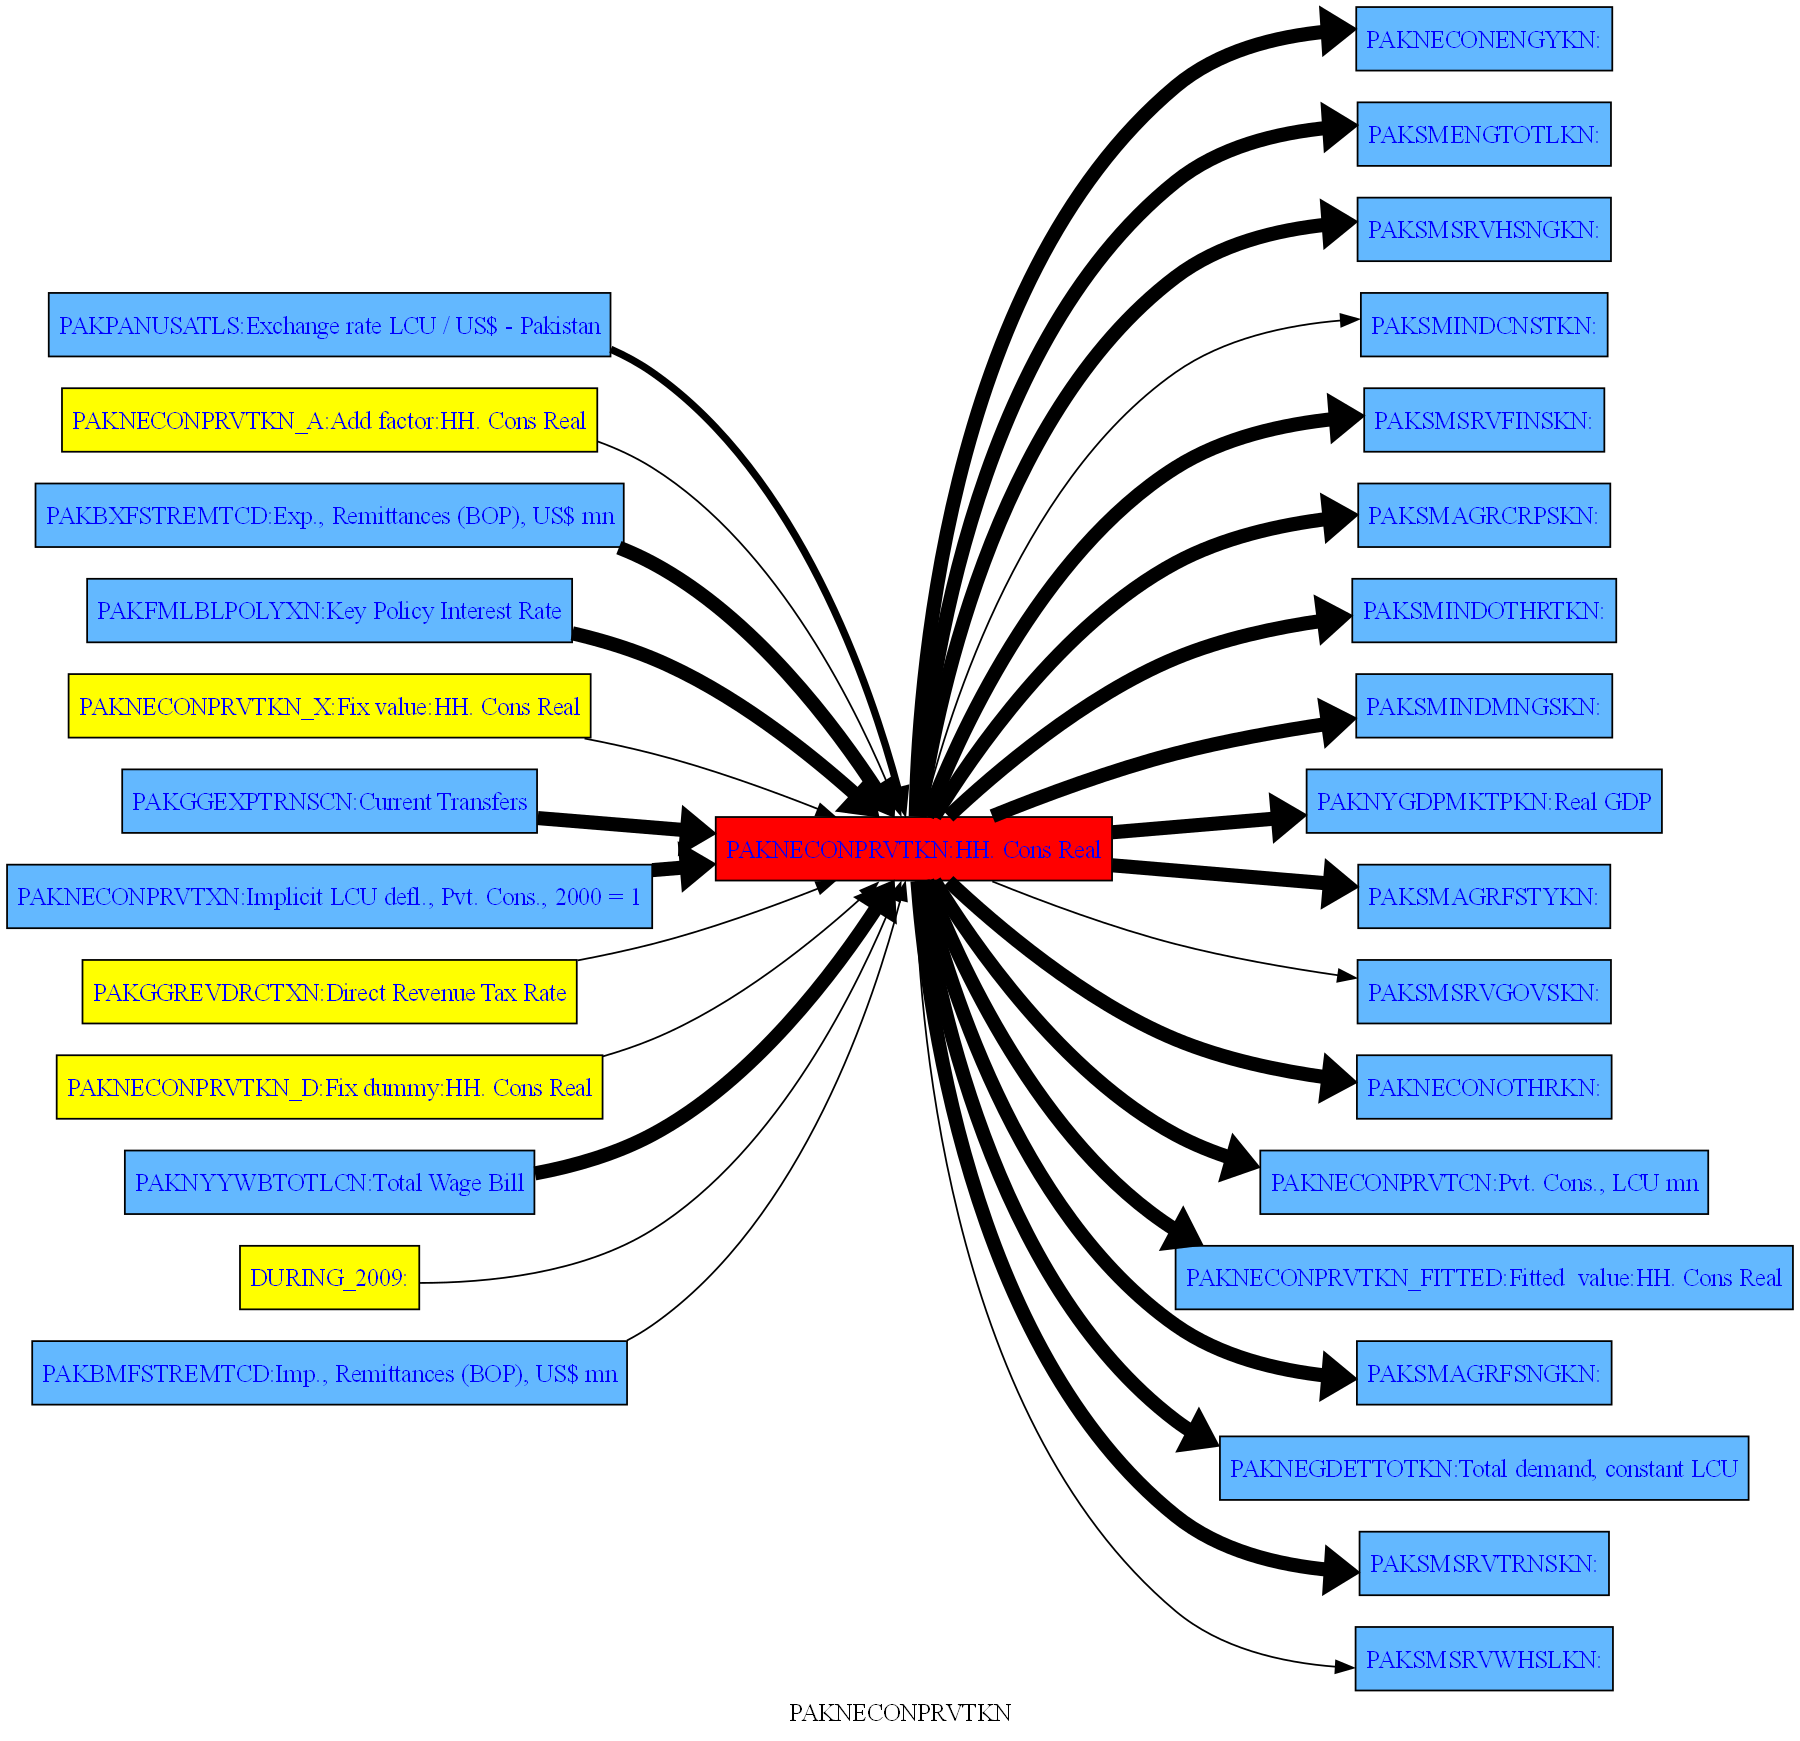 PAKNECONENGYKN:
PAKSMENGTOTLKN:
PAKSMSRVHSNGKN:
PAKPANUSATLS:Exchange rate LCU / US$ - Pakistan
PAKSMINDCNSTKN:
PAKNECONPRVTKN_A:Add factor:HH. Cons Real
PAKSMSRVFINSKN:
PAKBXFSTREMTCD:Exp., Remittances (BOP), US$ mn
PAKSMAGRCRPSKN:
PAKFMLBLPOLYXN:Key Policy Interest Rate
PAKSMINDOTHRTKN:
PAKNECONPRVTKN_X:Fix value:HH. Cons Real
PAKSMINDMNGSKN:
PAKGGEXPTRNSCN:Current Transfers
PAKNYGDPMKTPKN:Real GDP
PAKNECONPRVTKN:HH. Cons Real
PAKNECONPRVTXN:Implicit LCU defl., Pvt. Cons., 2000 = 1
PAKSMAGRFSTYKN:
PAKGGREVDRCTXN:Direct Revenue Tax Rate
PAKSMSRVGOVSKN:
PAKNECONPRVTKN_D:Fix dummy:HH. Cons Real
PAKNECONOTHRKN:
PAKNYYWBTOTLCN:Total Wage Bill
PAKNECONPRVTCN:Pvt. Cons., LCU mn
DURING_2009:
PAKNECONPRVTKN_FITTED:Fitted  value:HH. Cons Real
PAKBMFSTREMTCD:Imp., Remittances (BOP), US$ mn
PAKSMAGRFSNGKN:
PAKNEGDETTOTKN:Total demand, constant LCU
PAKSMSRVTRNSKN:
PAKSMSRVWHSLKN:
PAKNECONPRVTKN